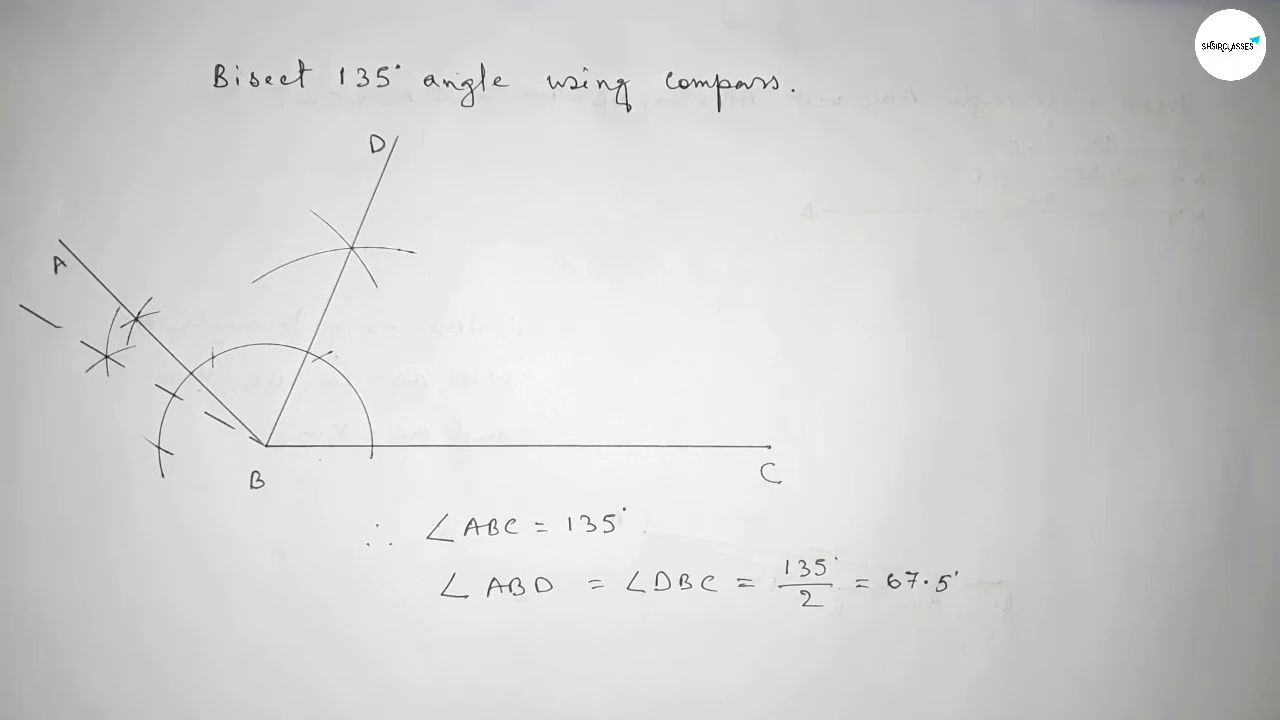 SHSIRCLASSES
Bisect 135° angle using compass.
D
A
B
C
∴ ∠ABC = 135°
∠ABD = ∠DBC = 135°/2 = 67.5°